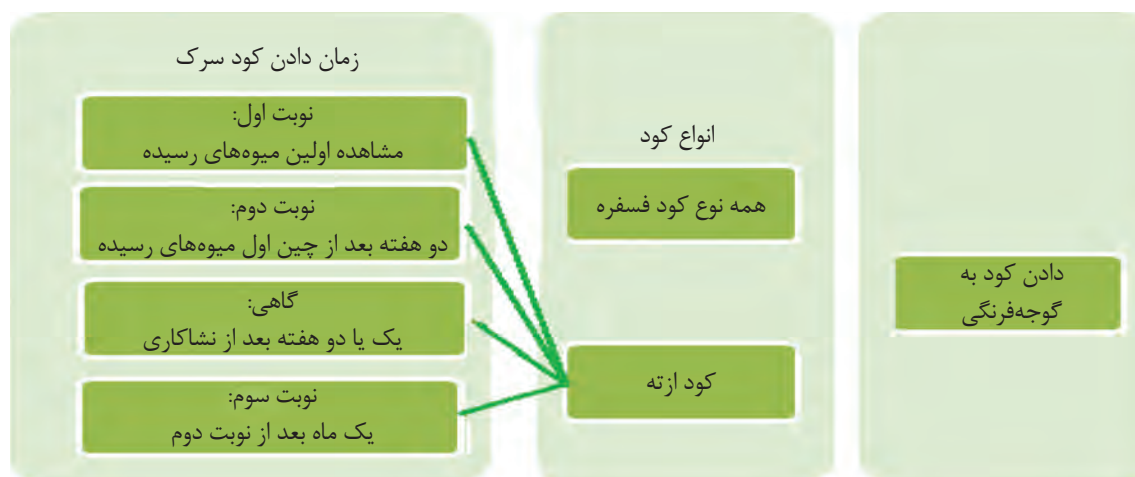 دادن کود به
گوجه‌فرنگی
انواع کود
همه نوع کود فسفره
کود ازته
زمان دادن کود سرک
نوبت اول:
مشاهده اولین میوه‌های رسیده
نوبت دوم:
دو هفته بعد از چین اول میوه‌های رسیده
گاهی:
یک یا دو هفته بعد از نشاکاری
نوبت سوم:
یک ماه بعد از نوبت دوم